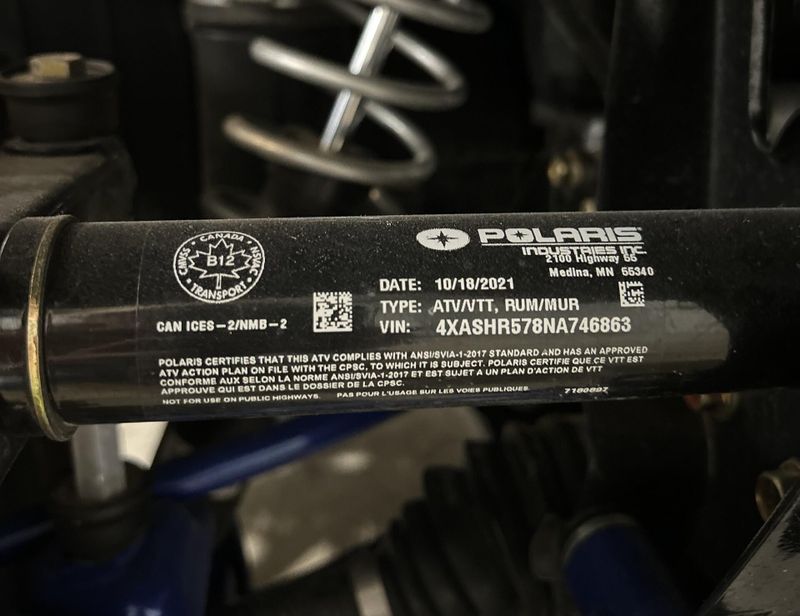 CANADA
CMVSS
B12
NSVAC
TRANSPORT
CAN ICES-2/NMB-2
POLARIS
INDUSTRIES INC.
2100 Highway 55
Medina, MN 55340
DATE: 10/18/2021
TYPE: ATV/VTT, RUM/MUR
VIN: 4XASHR578NA746863
POLARIS CERTIFIES THAT THIS ATV COMPLIES WITH ANSI/SVIA-1-2017 STANDARD AND HAS AN APPROVED
ATV ACTION PLAN ON FILE WITH THE CPSC, TO WHICH IT IS SUBJECT. POLARIS CERTIFIE QUE CE VTT EST
CONFORME AUX SELON LA NORME ANSI/SVIA-1-2017 ET EST SUJET A UN PLAN D'ACTION DE VTT
APPROUVE QUI EST DANS LE DOSSIER DE LA CPSC.
NOT FOR USE ON PUBLIC HIGHWAYS. PAS POUR L'USAGE SUR LES VOIES PUBLIQUES.